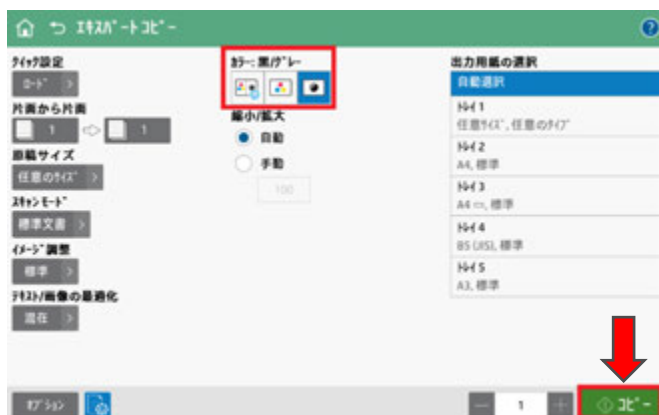 エキスパートコピー
?
クイック設定
ロード
片面から片面
1
1
原稿サイズ
任意のサイズ
スキャンモード
標準文書
イメージ調整
標準
テキスト/画像の最適化
混在
カラー: 黒/グレー
縮小/拡大
自動
手動
100
出力用紙の選択
自動選択
トレイ1
任意サイズ, 任意のタイプ
トレイ2
A4, 標準
トレイ3
A4 ▭, 標準
トレイ4
B5 (JIS), 標準
トレイ5
A3, 標準
オプション
1
コピー